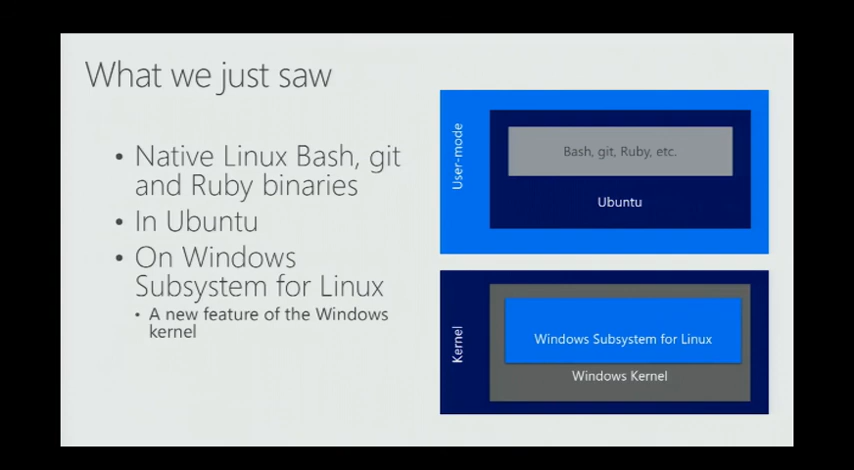 What we just saw
• Native Linux Bash, git
and Ruby binaries
• In Ubuntu
• On Windows
Subsystem for Linux
• A new feature of the Windows
kernel
User-mode
Bash, git, Ruby, etc.
Ubuntu
Kernel
Windows Subsystem for Linux
Windows Kernel